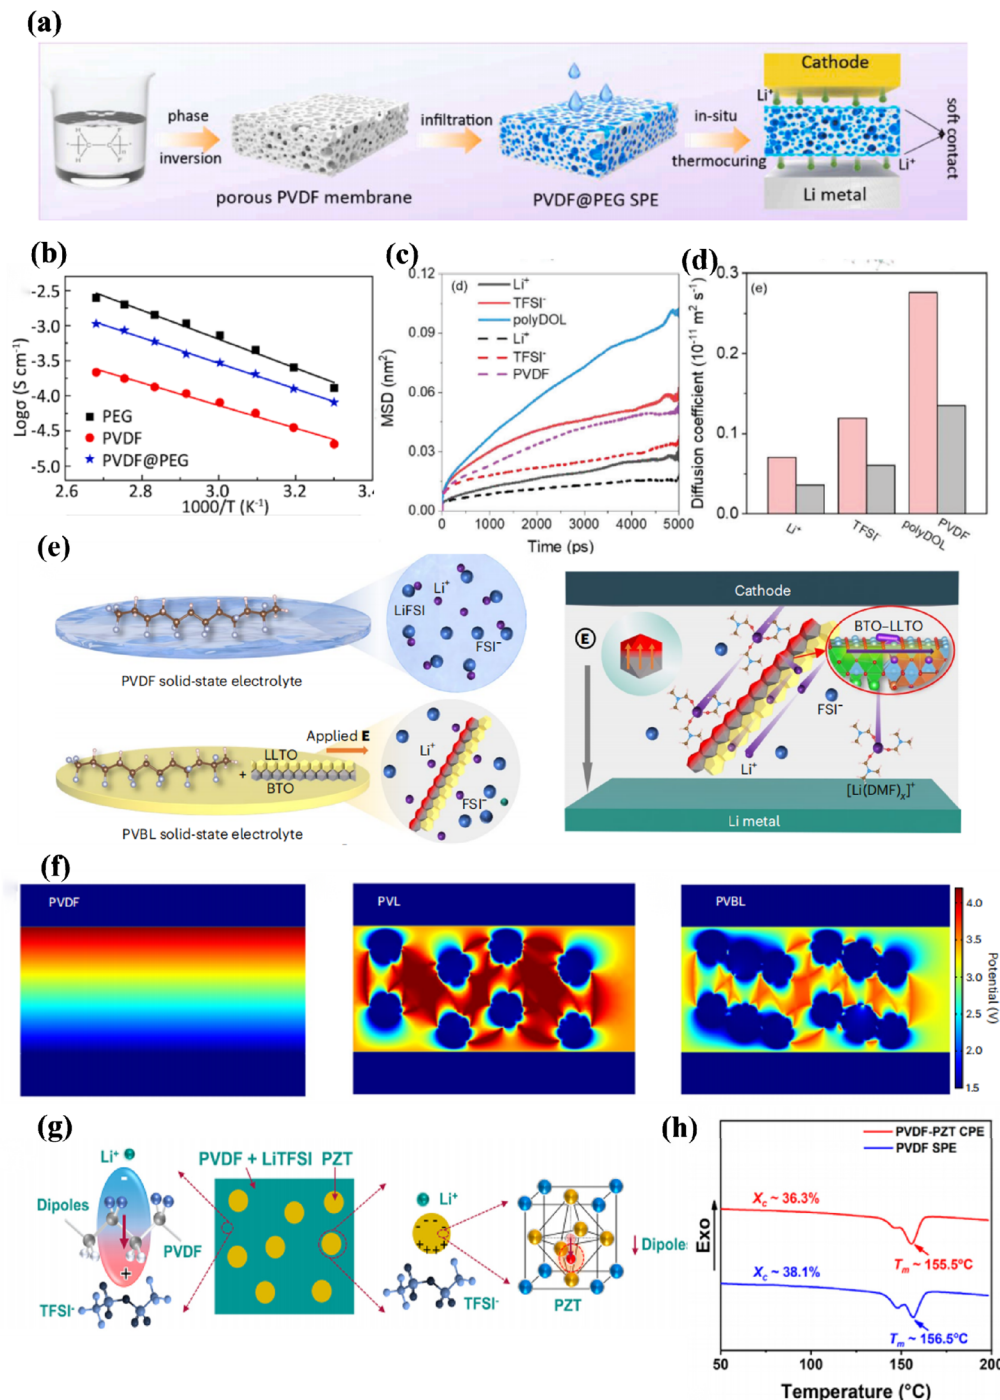 (a)
Cathode
Li⁺
phase
inversion
infiltration
in-situ
thermocuring
soft contact
Li⁺
porous PVDF membrane
PVDF@PEG SPE
Li metal
(b)
-2.5
-3.0
-3.5
-4.0
-4.5
-5.0
Logσ (S cm⁻¹)
PEG
PVDF
PVDF@PEG
2.6 2.8 3.0 3.2 3.4
1000/T (K⁻¹)
(c)
0.12
0.09
0.06
0.03
0.00
MSD (nm²)
(d)
Li⁺
TFSI⁻
polyDOL
Li⁺
TFSI⁻
PVDF
0 1000 2000 3000 4000 5000
Time (ps)
(d)
0.3
0.2
0.1
0.0
Diffusion coefficient (10⁻¹¹ m² s⁻¹)
(e)
Li⁺
TFSI⁻
polyDOL
PVDF
(e)
Li⁺
LiFSI
FSI⁻
PVDF solid-state electrolyte
Applied E
LLTO
+
BTO
Li⁺
FSI⁻
PVBL solid-state electrolyte
Cathode
E
BTO–LLTO
FSI⁻
Li⁺
[Li(DMF)ₓ]⁺
Li metal
(f)
PVDF
PVL
PVBL
4.0
3.5
3.0
2.5
2.0
1.5
Potential (V)
(g)
Li⁺
Dipoles
-
+
PVDF
TFSI⁻
PVDF + LiTFSI
PZT
Li⁺
- - -
+ + + +
TFSI⁻
Dipoles
PZT
(h)
PVDF-PZT CPE
PVDF SPE
Exo
Xc ~ 36.3%
Tm ~ 155.5°C
Xc ~ 38.1%
Tm ~ 156.5°C
50 100 150 200
Temperature (°C)